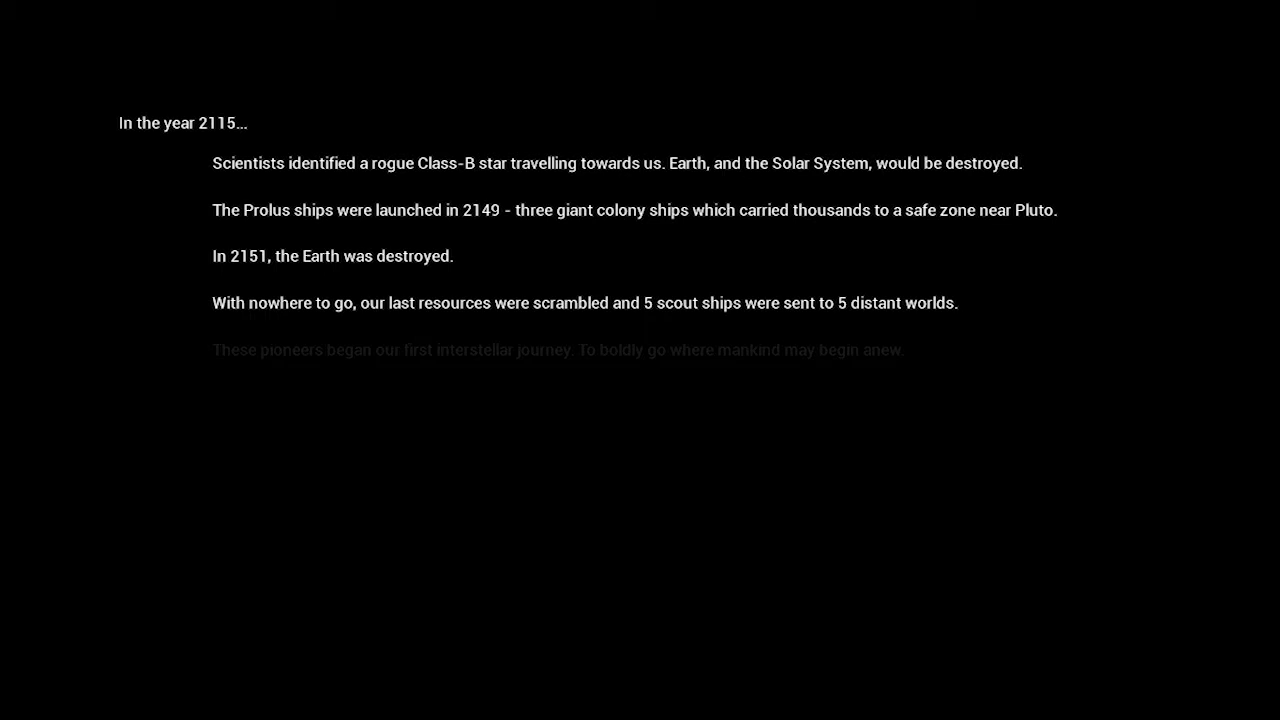 In the year 2115...
Scientists identified a rogue Class-B star travelling towards us. Earth, and the Solar System, would be destroyed.
The Prolus ships were launched in 2149 - three giant colony ships which carried thousands to a safe zone near Pluto.
In 2151, the Earth was destroyed.
With nowhere to go, our last resources were scrambled and 5 scout ships were sent to 5 distant worlds.
These pioneers began our first interstellar journey. To boldly go where mankind may begin anew.